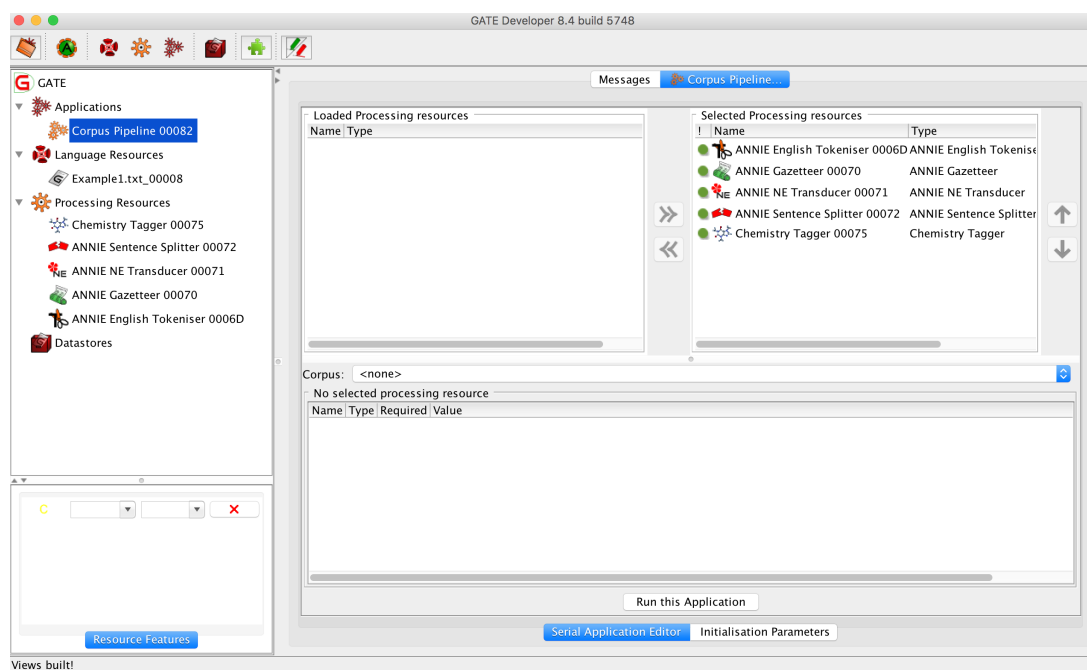 GATE Developer 8.4 build 5748
GATE
Applications
Corpus Pipeline 00082
Language Resources
Example1.txt_00008
Processing Resources
Chemistry Tagger 00075
ANNIE Sentence Splitter 00072
ANNIE NE Transducer 00071
ANNIE Gazetteer 00070
ANNIE English Tokeniser 0006D
Datastores
C
Resource Features
Views built!
Messages Corpus Pipeline...
Loaded Processing resources
Name Type
Selected Processing resources
! Name Type
ANNIE English Tokeniser 0006D ANNIE English Tokenise
ANNIE Gazetteer 00070 ANNIE Gazetteer
ANNIE NE Transducer 00071 ANNIE NE Transducer
ANNIE Sentence Splitter 00072 ANNIE Sentence Splitter
Chemistry Tagger 00075 Chemistry Tagger
Corpus: <none>
No selected processing resource
Name Type Required Value
Run this Application
Serial Application Editor Initialisation Parameters